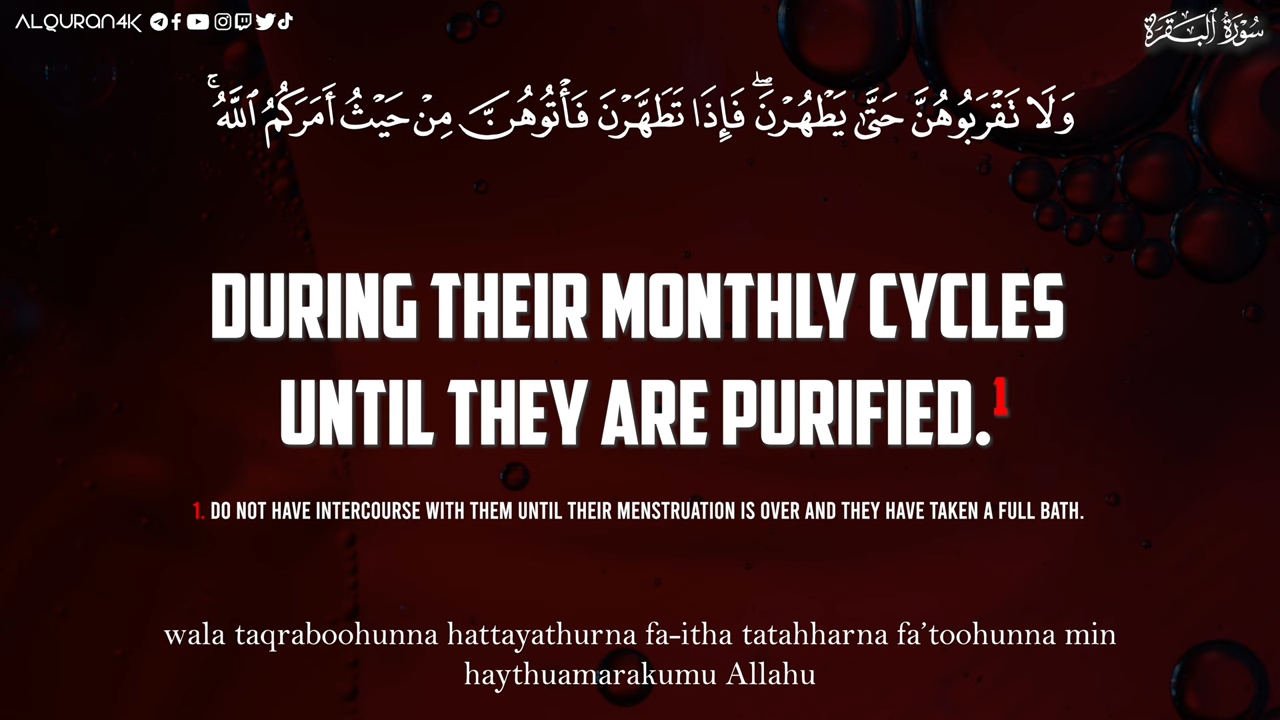 ALQURAN4K
سُورَةُ ٱلْبَقَرَةِ
وَلَا تَقْرَبُوهُنَّ حَتَّىٰ يَطْهُرْنَ ۖ فَإِذَا تَطَهَّرْنَ فَأْتُوهُنَّ مِنْ حَيْثُ أَمَرَكُمُ ٱللَّهُ ۚ
DURING THEIR MONTHLY CYCLES
UNTIL THEY ARE PURIFIED.1
1. DO NOT HAVE INTERCOURSE WITH THEM UNTIL THEIR MENSTRUATION IS OVER AND THEY HAVE TAKEN A FULL BATH.
wala taqraboohunna hattayathurna fa-itha tatahharna fa’toohunna min
haythuamarakumu Allahu